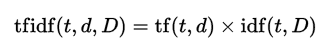 tfidf(t, d, D) = tf(t, d) × idf(t, D)